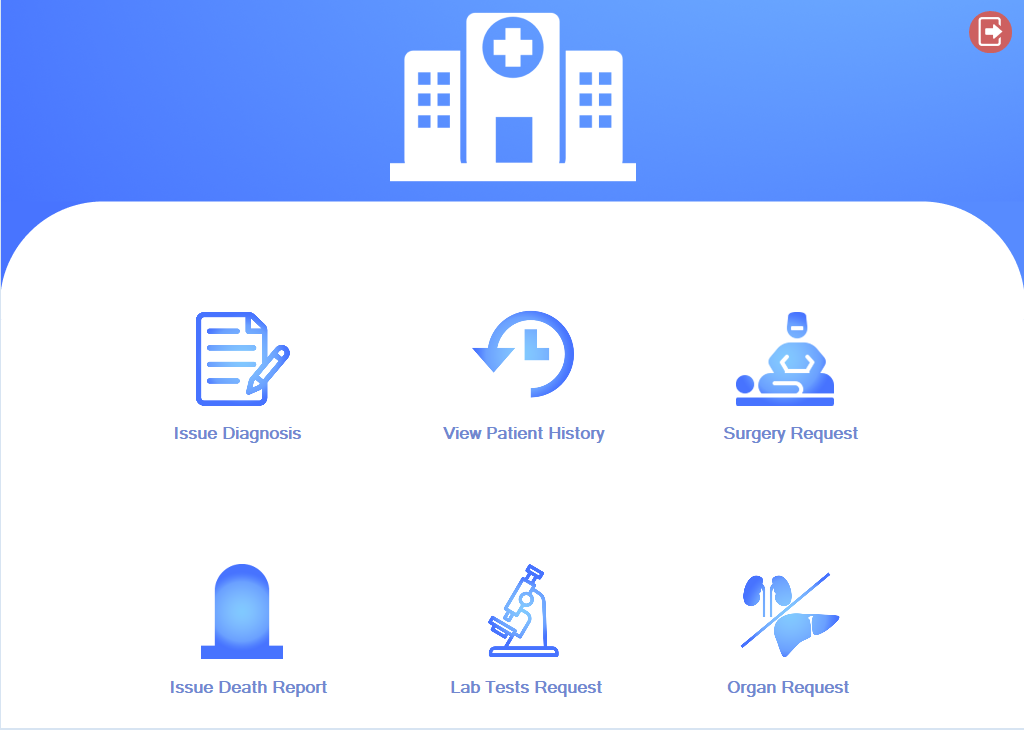 Issue Diagnosis
View Patient History
Surgery Request
Issue Death Report
Lab Tests Request
Organ Request